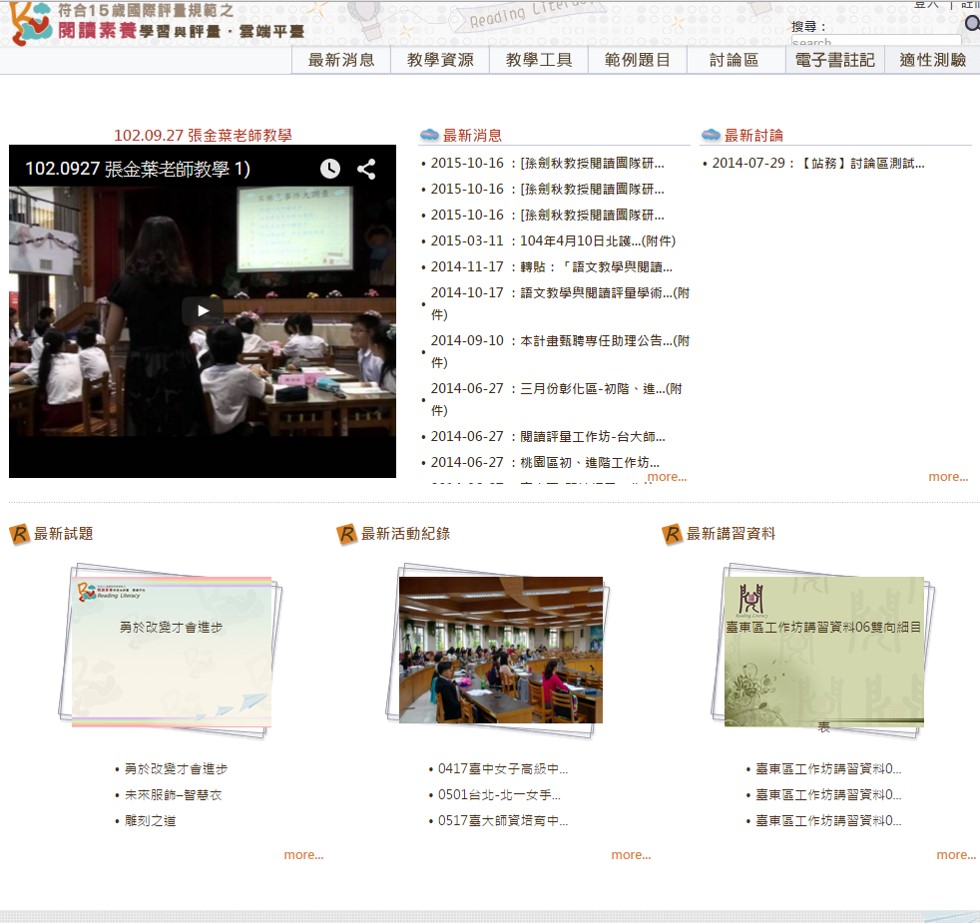 符合15歲國際評量規範之
閱讀素養學習與評量．雲端平臺
Reading Literacy
登入 | 註
搜尋：
search
最新消息 教學資源 教學工具 範例題目 討論區 電子書註記 適性測驗
102.09.27 張金葉老師教學
102.0927 張金葉老師教學 1)
最新消息
• 2015-10-16 ：[孫劍秋教授閱讀團隊研...
• 2015-10-16 ：[孫劍秋教授閱讀團隊研...
• 2015-10-16 ：[孫劍秋教授閱讀團隊研...
• 2015-03-11 ：104年4月10日北護...(附件)
• 2014-11-17 ：轉貼：「語文教學與閱讀...
• 2014-10-17 ：語文教學與閱讀評量學術...(附
件)
• 2014-09-10 ：本計畫甄聘專任助理公告...(附
件)
• 2014-06-27 ：三月份彰化區-初階、進...(附
件)
• 2014-06-27 ：閱讀評量工作坊-台大師...
• 2014-06-27 ：桃園區初、進階工作坊...
more...
最新討論
• 2014-07-29：【站務】討論區測試...
more...
最新試題
Reading Literacy
勇於改變才會進步
• 勇於改變才會進步
• 未來服飾–智慧衣
• 雕刻之道
more...
最新活動紀錄
• 0417臺中女子高級中...
• 0501台北-北一女手...
• 0517臺大師資培育中...
more...
最新講習資料
Reading Literacy
臺東區工作坊講習資料06雙向細目
表
• 臺東區工作坊講習資料0...
• 臺東區工作坊講習資料0...
• 臺東區工作坊講習資料0...
more...